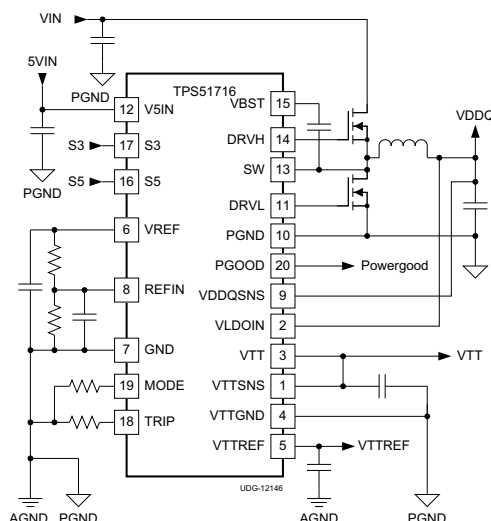 VIN
5VIN
PGND
TPS51716
12 V5IN
VBST 15
17 S3
S3
DRVH 14
VDDQ
16 S5
S5
SW 13
PGND
DRVL 11
6 VREF
PGND 10
PGOOD 20
Powergood
8 REFIN
VDDQSNS 9
VLDOIN 2
7 GND
VTT 3
VTT
19 MODE
VTTSNS 1
18 TRIP
VTTGND 4
VTTREF 5
VTTREF
UDG-12146
AGND
PGND
AGND
PGND